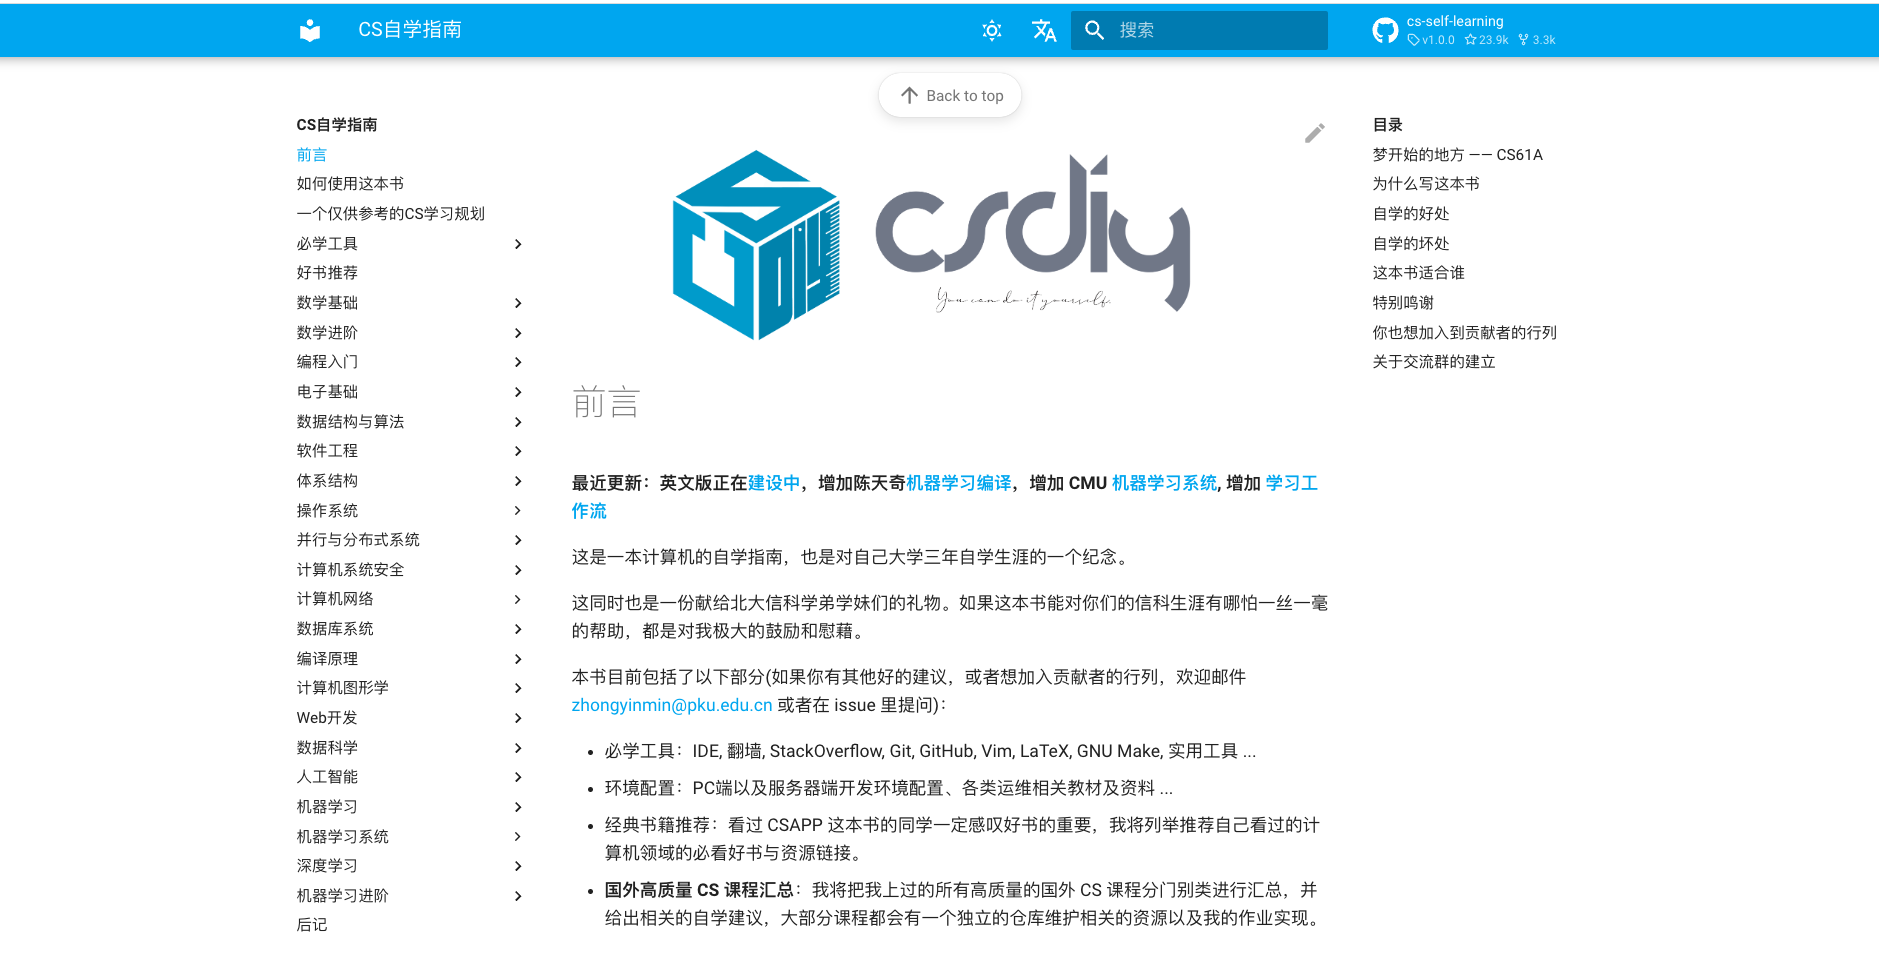 CS自学指南
搜索
cs-self-learning
v1.0.0 23.9k 3.3k
Back to top
CS自学指南
前言
如何使用这本书
一个仅供参考的CS学习规划
必学工具
好书推荐
数学基础
数学进阶
编程入门
电子基础
数据结构与算法
软件工程
体系结构
操作系统
并行与分布式系统
计算机系统安全
计算机网络
数据库系统
编译原理
计算机图形学
Web开发
数据科学
人工智能
机器学习
机器学习系统
深度学习
机器学习进阶
后记
csdiy
You can do it yourself.
前言
最近更新：英文版正在建设中，增加陈天奇机器学习编译，增加 CMU 机器学习系统, 增加 学习工
作流
这是一本计算机的自学指南，也是对自己大学三年自学生涯的一个纪念。
这同时也是一份献给北大信科学弟学妹们的礼物。如果这本书能对你们的信科生涯有哪怕一丝一毫
的帮助，都是对我极大的鼓励和慰藉。
本书目前包括了以下部分(如果你有其他好的建议，或者想加入贡献者的行列，欢迎邮件
zhongyinmin@pku.edu.cn 或者在 issue 里提问)：
• 必学工具：IDE, 翻墙, StackOverflow, Git, GitHub, Vim, LaTeX, GNU Make, 实用工具 ...
• 环境配置：PC端以及服务器端开发环境配置、各类运维相关教材及资料 ...
• 经典书籍推荐：看过 CSAPP 这本书的同学一定感叹好书的重要，我将列举推荐自己看过的计
算机领域的必看好书与资源链接。
• 国外高质量 CS 课程汇总：我将把我上过的所有高质量的国外 CS 课程分门别类进行汇总，并
给出相关的自学建议，大部分课程都会有一个独立的仓库维护相关的资源以及我的作业实现。
目录
梦开始的地方 —— CS61A
为什么写这本书
自学的好处
自学的坏处
这本书适合谁
特别鸣谢
你也想加入到贡献者的行列
关于交流群的建立